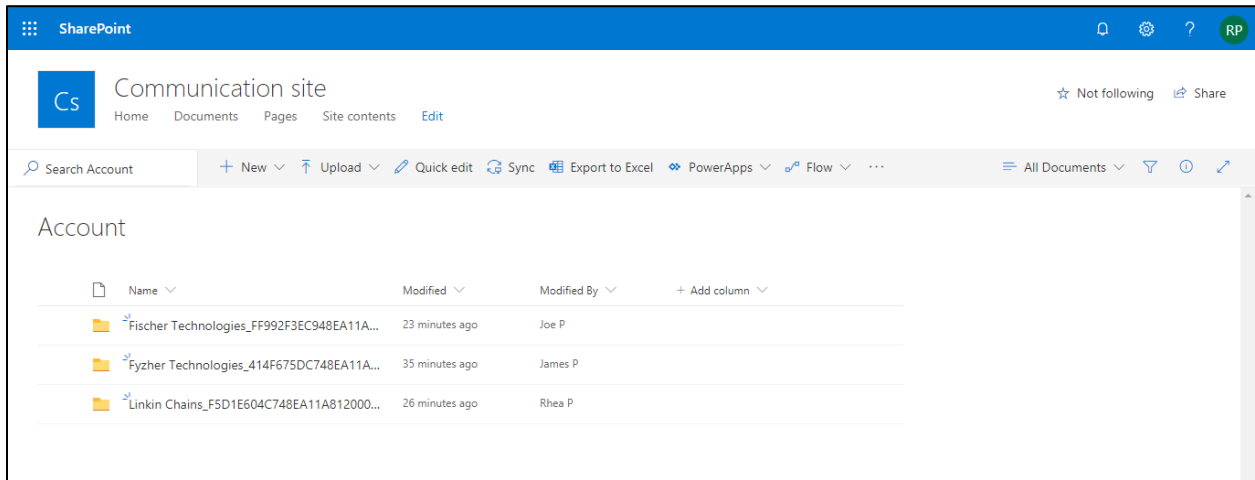 SharePoint
?
RP
Cs
Communication site
Not following
Share
Home Documents Pages Site contents Edit
Search Account
+ New Upload Quick edit Sync Export to Excel PowerApps Flow ...
All Documents
Account
Name Modified Modified By + Add column
Fischer Technologies_FF992F3EC948EA11A... 23 minutes ago Joe P
Fyzher Technologies_414F675DC748EA11A... 35 minutes ago James P
Linkin Chains_F5D1E604C748EA11A812000... 26 minutes ago Rhea P